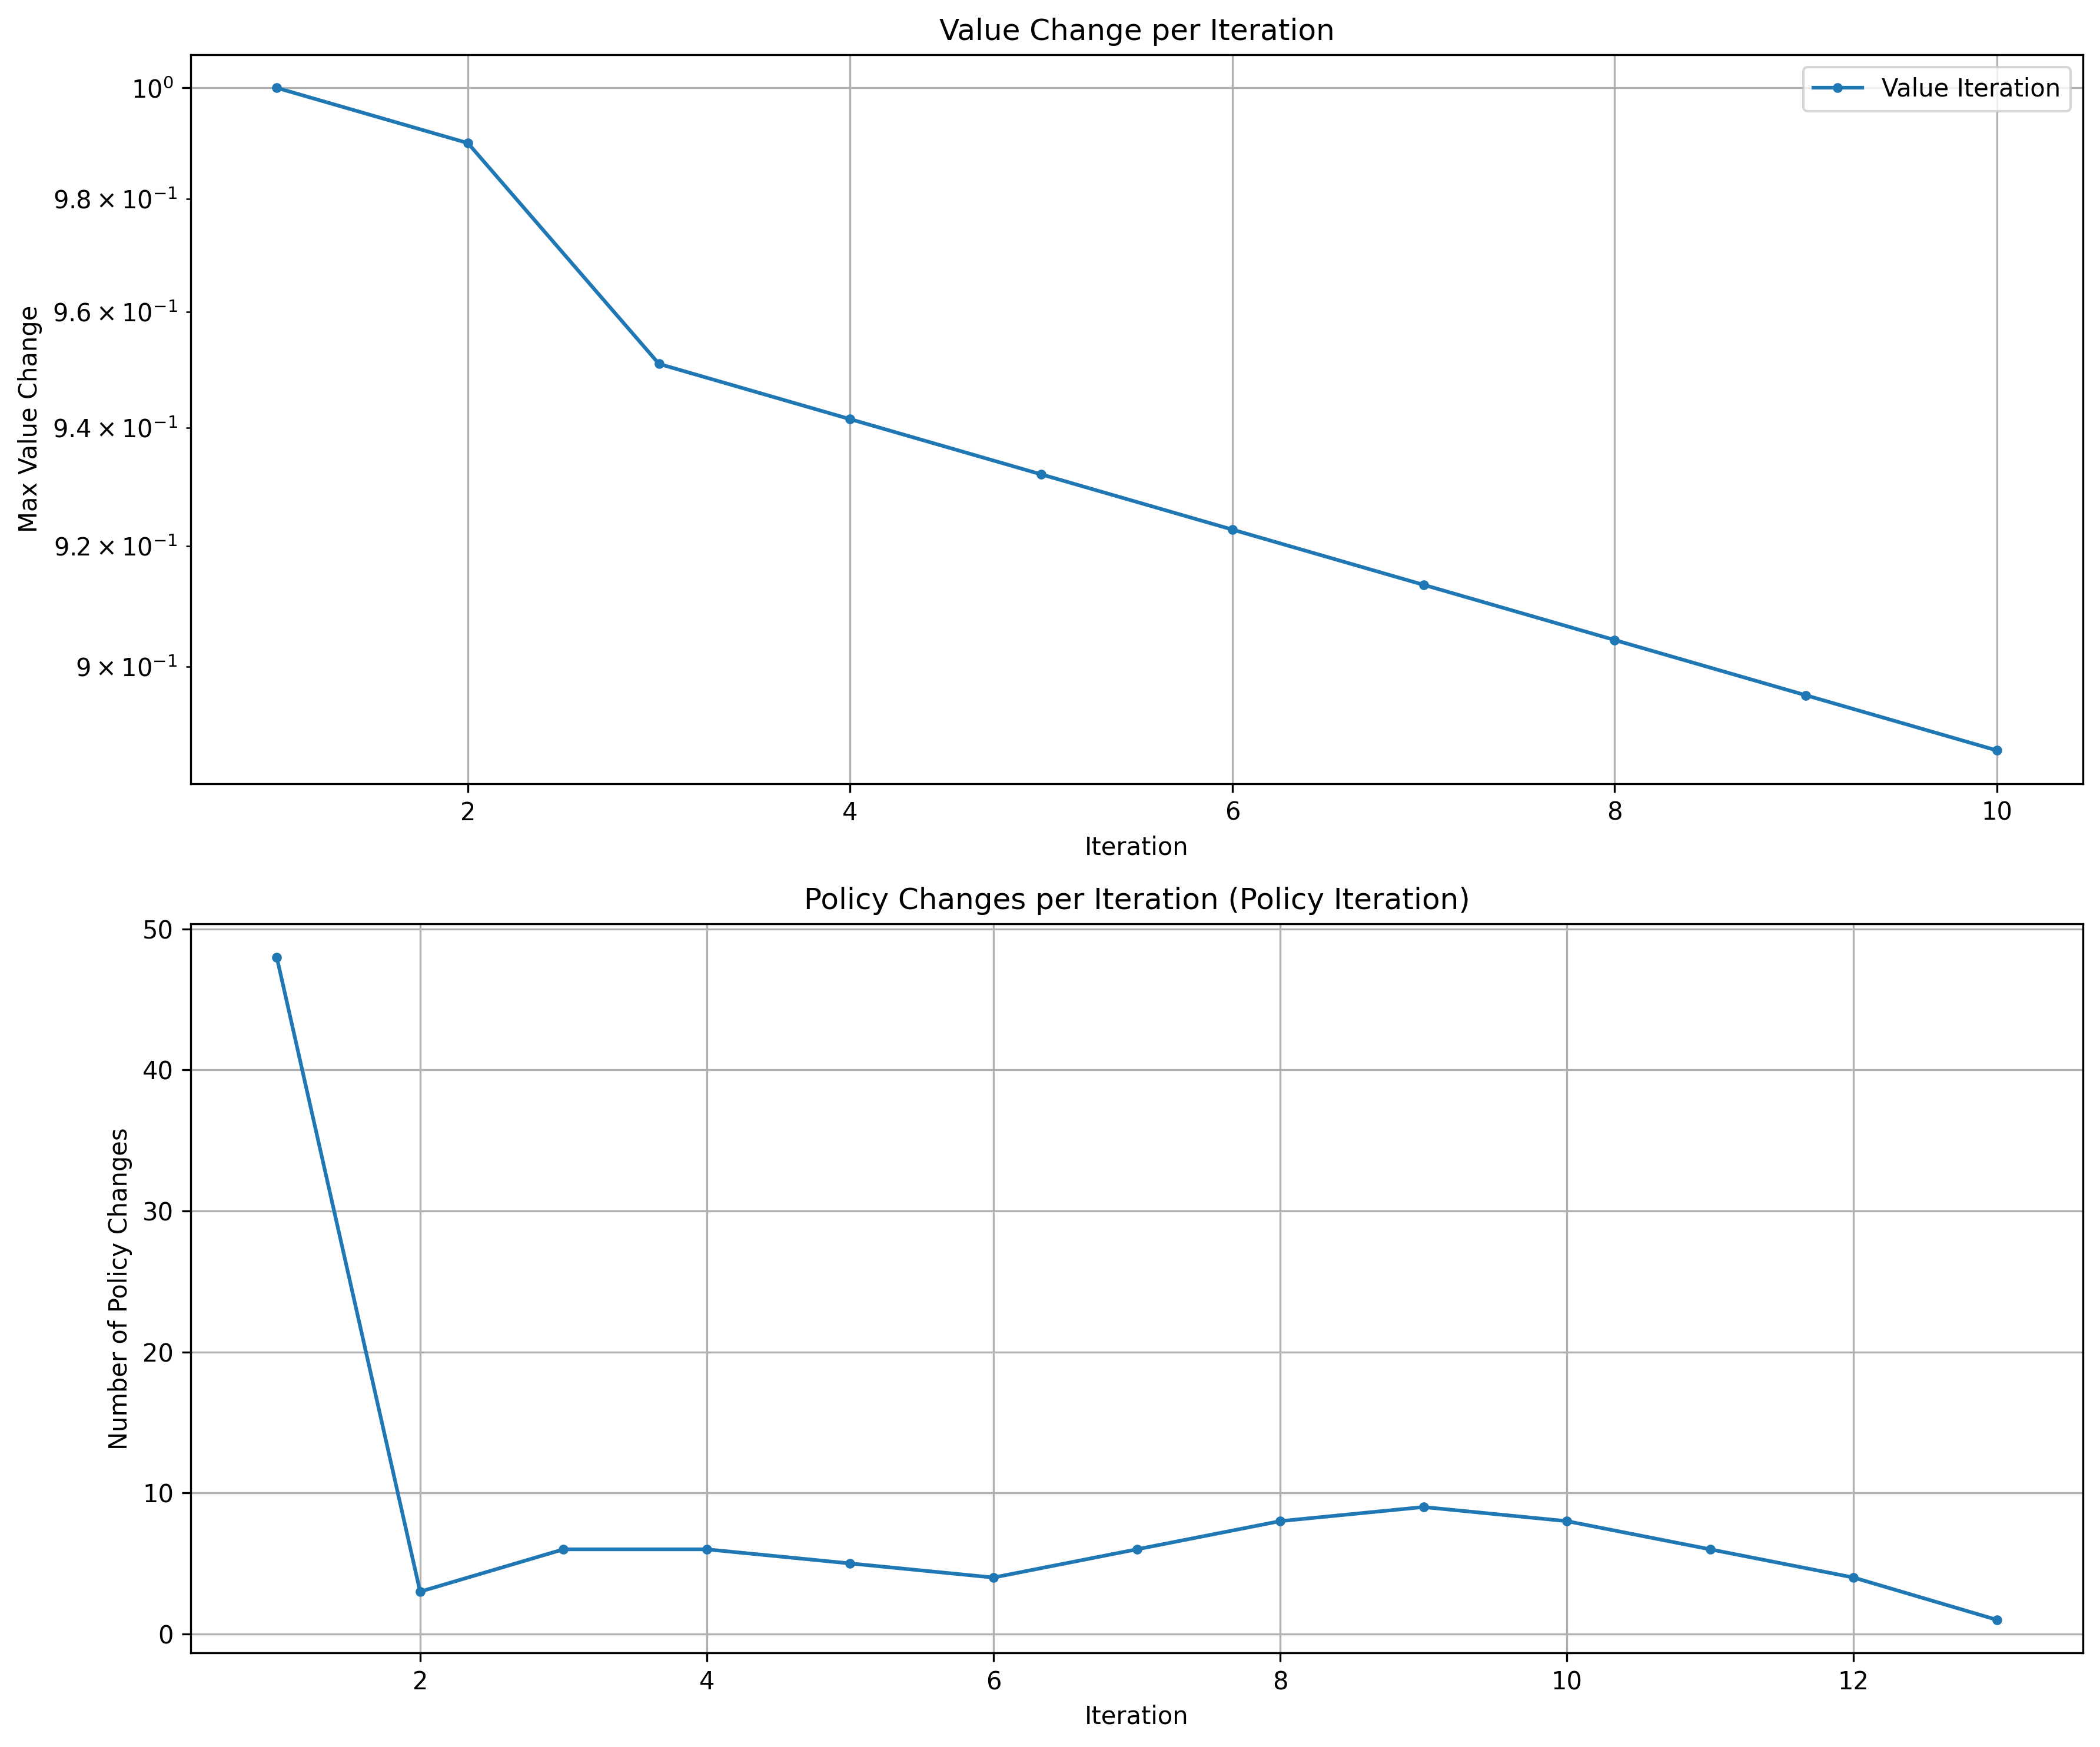 Value Change per Iteration
Value Iteration
10⁰
9.8 × 10⁻¹
9.6 × 10⁻¹
9.4 × 10⁻¹
9.2 × 10⁻¹
9 × 10⁻¹
Max Value Change
2 4 6 8 10
Iteration
Policy Changes per Iteration (Policy Iteration)
50
40
30
20
10
0
Number of Policy Changes
2 4 6 8 10 12
Iteration